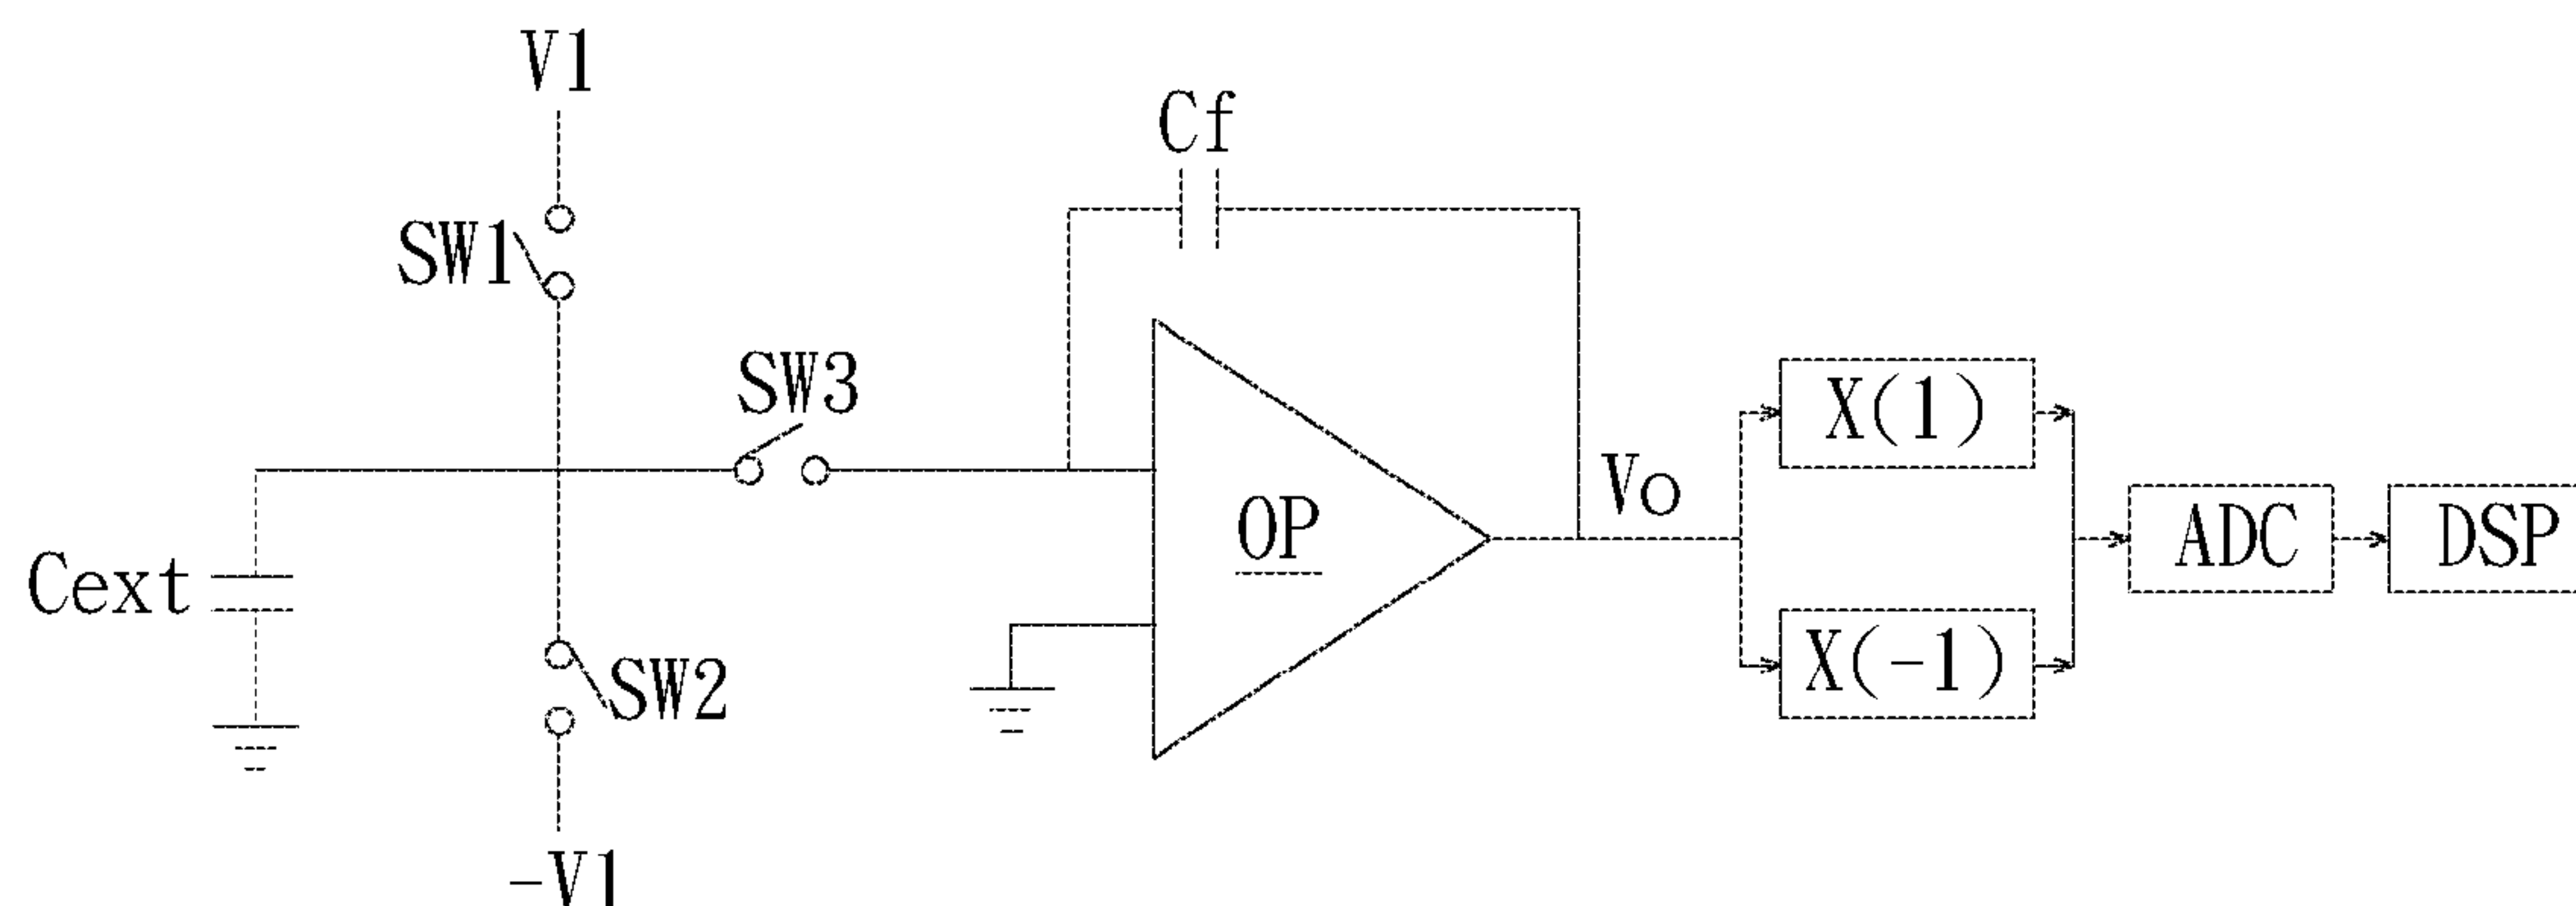 V1
Cf
SW1
SW3
X(1)
Vo
OP
ADC
DSP
Cext
X(-1)
SW2
-V1